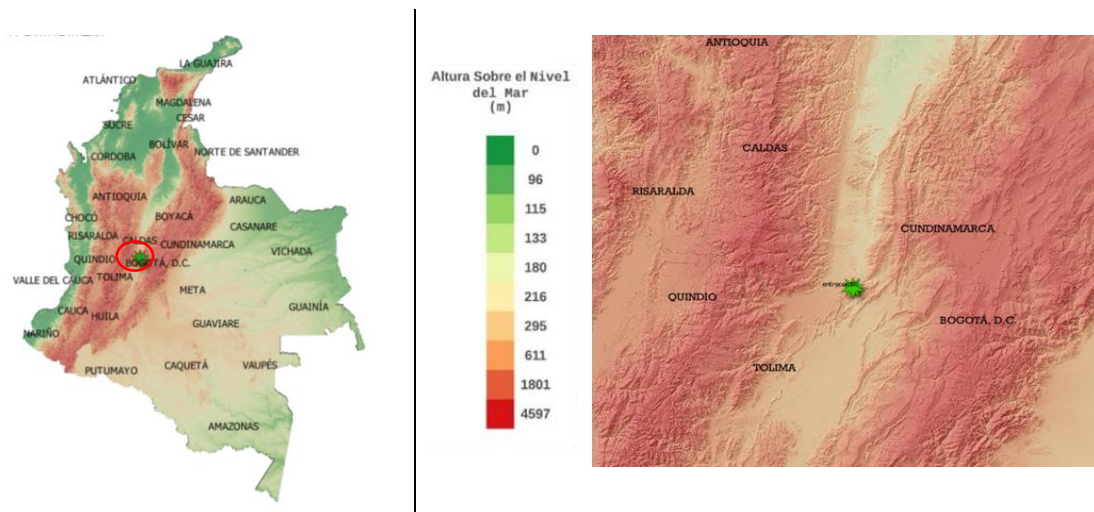 LA GUAJIRA
ATLÁNTICO
MAGDALENA
CESAR
SUCRE
BOLÍVAR
NORTE DE SANTANDER
CORDOBA
ANTIOQUIA
ARAUCA
CHOCÓ
BOYACÁ
CASANARE
RISARALDA
CALDAS
CUNDINAMARCA
VICHADA
QUINDIO
BOGOTÁ, D.C.
VALLE DEL CAUCA
TOLIMA
META
GUAINÍA
CAUCA
HUILA
GUAVIARE
NARIÑO
PUTUMAYO
CAQUETÁ
VAUPÉS
AMAZONAS
Altura Sobre el Nivel
del Mar
(m)
0
96
115
133
180
216
295
611
1801
4597
ANTIOQUIA
CALDAS
RISARALDA
CUNDINAMARCA
QUINDIO
BOGOTÁ, D.C.
TOLIMA